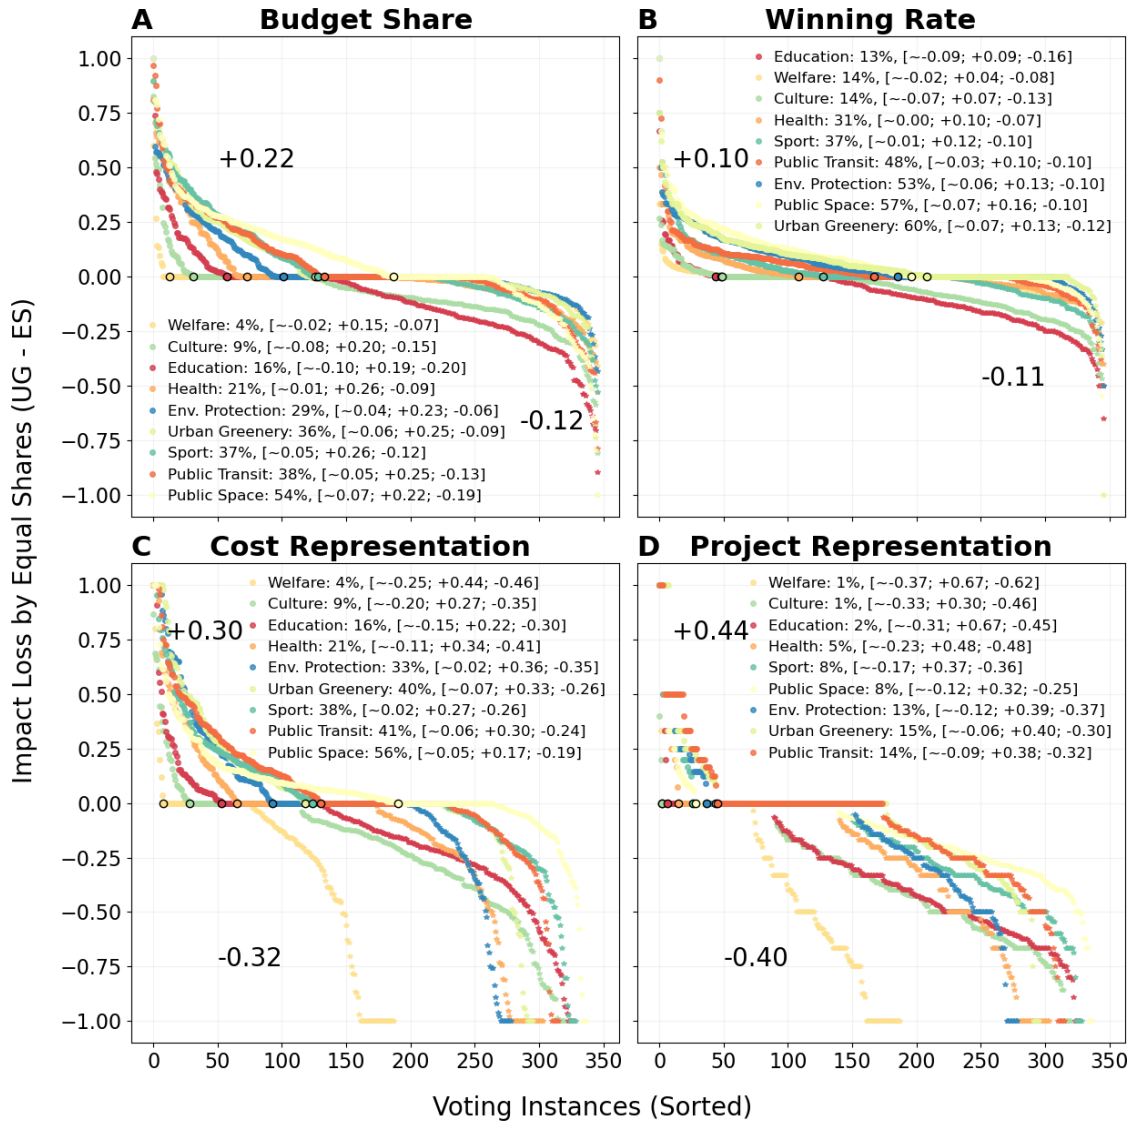 A Budget Share
1.00
0.75
0.50
0.25
0.00
−0.25
−0.50
−0.75
−1.00
+0.22
-0.12
Welfare: 4%, [~-0.02; +0.15; -0.07]
Culture: 9%, [~-0.08; +0.20; -0.15]
Education: 16%, [~-0.10; +0.19; -0.20]
Health: 21%, [~0.01; +0.26; -0.09]
Env. Protection: 29%, [~0.04; +0.23; -0.06]
Urban Greenery: 36%, [~0.06; +0.25; -0.09]
Sport: 37%, [~0.05; +0.26; -0.12]
Public Transit: 38%, [~0.05; +0.25; -0.13]
Public Space: 54%, [~0.07; +0.22; -0.19]
B Winning Rate
+0.10
-0.11
Education: 13%, [~-0.09; +0.09; -0.16]
Welfare: 14%, [~-0.02; +0.04; -0.08]
Culture: 14%, [~-0.07; +0.07; -0.13]
Health: 31%, [~0.00; +0.10; -0.07]
Sport: 37%, [~0.01; +0.12; -0.10]
Public Transit: 48%, [~0.03; +0.10; -0.10]
Env. Protection: 53%, [~0.06; +0.13; -0.10]
Public Space: 57%, [~0.07; +0.16; -0.10]
Urban Greenery: 60%, [~0.07; +0.13; -0.12]
C Cost Representation
1.00
0.75
0.50
0.25
0.00
−0.25
−0.50
−0.75
−1.00
+0.30
-0.32
Welfare: 4%, [~-0.25; +0.44; -0.46]
Culture: 9%, [~-0.20; +0.27; -0.35]
Education: 16%, [~-0.15; +0.22; -0.30]
Health: 21%, [~-0.11; +0.34; -0.41]
Env. Protection: 33%, [~0.02; +0.36; -0.35]
Urban Greenery: 40%, [~0.07; +0.33; -0.26]
Sport: 38%, [~0.02; +0.27; -0.26]
Public Transit: 41%, [~0.06; +0.30; -0.24]
Public Space: 56%, [~0.05; +0.17; -0.19]
0 50 100 150 200 250 300 350
D Project Representation
+0.44
-0.40
Welfare: 1%, [~-0.37; +0.67; -0.62]
Culture: 1%, [~-0.33; +0.30; -0.46]
Education: 2%, [~-0.31; +0.67; -0.45]
Health: 5%, [~-0.23; +0.48; -0.48]
Sport: 8%, [~-0.17; +0.37; -0.36]
Public Space: 8%, [~-0.12; +0.32; -0.25]
Env. Protection: 13%, [~-0.12; +0.39; -0.37]
Urban Greenery: 15%, [~-0.06; +0.40; -0.30]
Public Transit: 14%, [~-0.09; +0.38; -0.32]
0 50 100 150 200 250 300 350
Impact Loss by Equal Shares (UG - ES)
Voting Instances (Sorted)